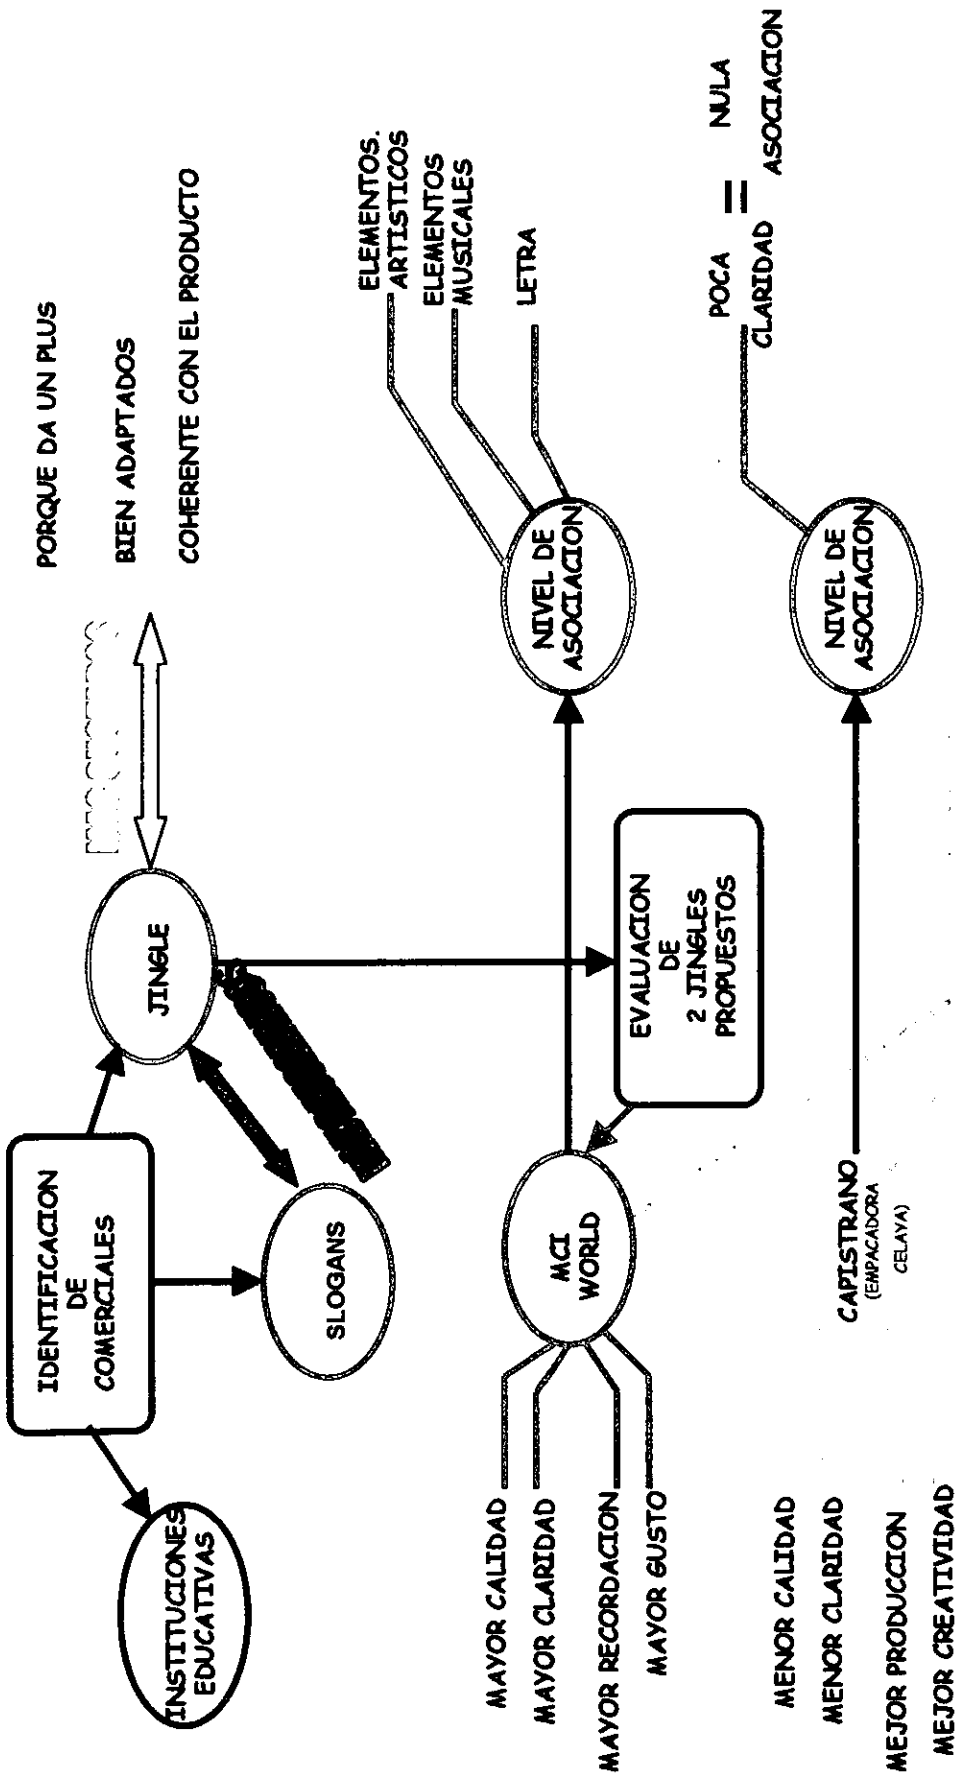 IDENTIFICACION
DE
COMERCIALES
INSTITUCIONES
EDUCATIVAS
SLOGANS
JINGLE
PORQUE DA UN PLUS
BIEN ADAPTADOS
COHERENTE CON EL PRODUCTO
EVALUACION
DE
2 JINGLES
PROPUESTOS
MAYOR CALIDAD
MAYOR CLARIDAD
MAYOR RECORDACION
MAYOR GUSTO
MCI
WORLD
NIVEL DE
ASOCIACION
ELEMENTOS.
ARTISTICOS
ELEMENTOS
MUSICALES
LETRA
MENOR CALIDAD
MENOR CLARIDAD
MEJOR PRODUCCION
MEJOR CREATIVIDAD
CAPISTRANO
(EMPACADORA
CELAYA)
NIVEL DE
ASOCIACION
POCA
CLARIDAD
=
NULA
ASOCIACION